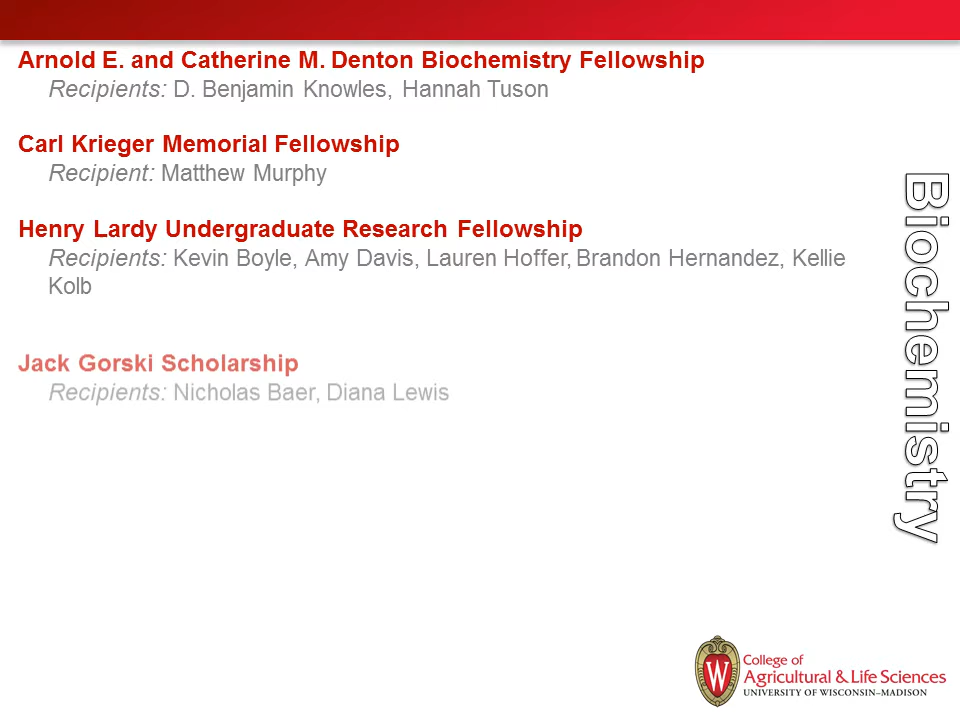 Arnold E. and Catherine M. Denton Biochemistry Fellowship
Recipients: D. Benjamin Knowles, Hannah Tuson
Carl Krieger Memorial Fellowship
Recipient: Matthew Murphy
Henry Lardy Undergraduate Research Fellowship
Recipients: Kevin Boyle, Amy Davis, Lauren Hoffer, Brandon Hernandez, Kellie
Kolb
Jack Gorski Scholarship
Recipients: Nicholas Baer, Diana Lewis
Biochemistry
W
College of
Agricultural & Life Sciences
UNIVERSITY OF WISCONSIN–MADISON